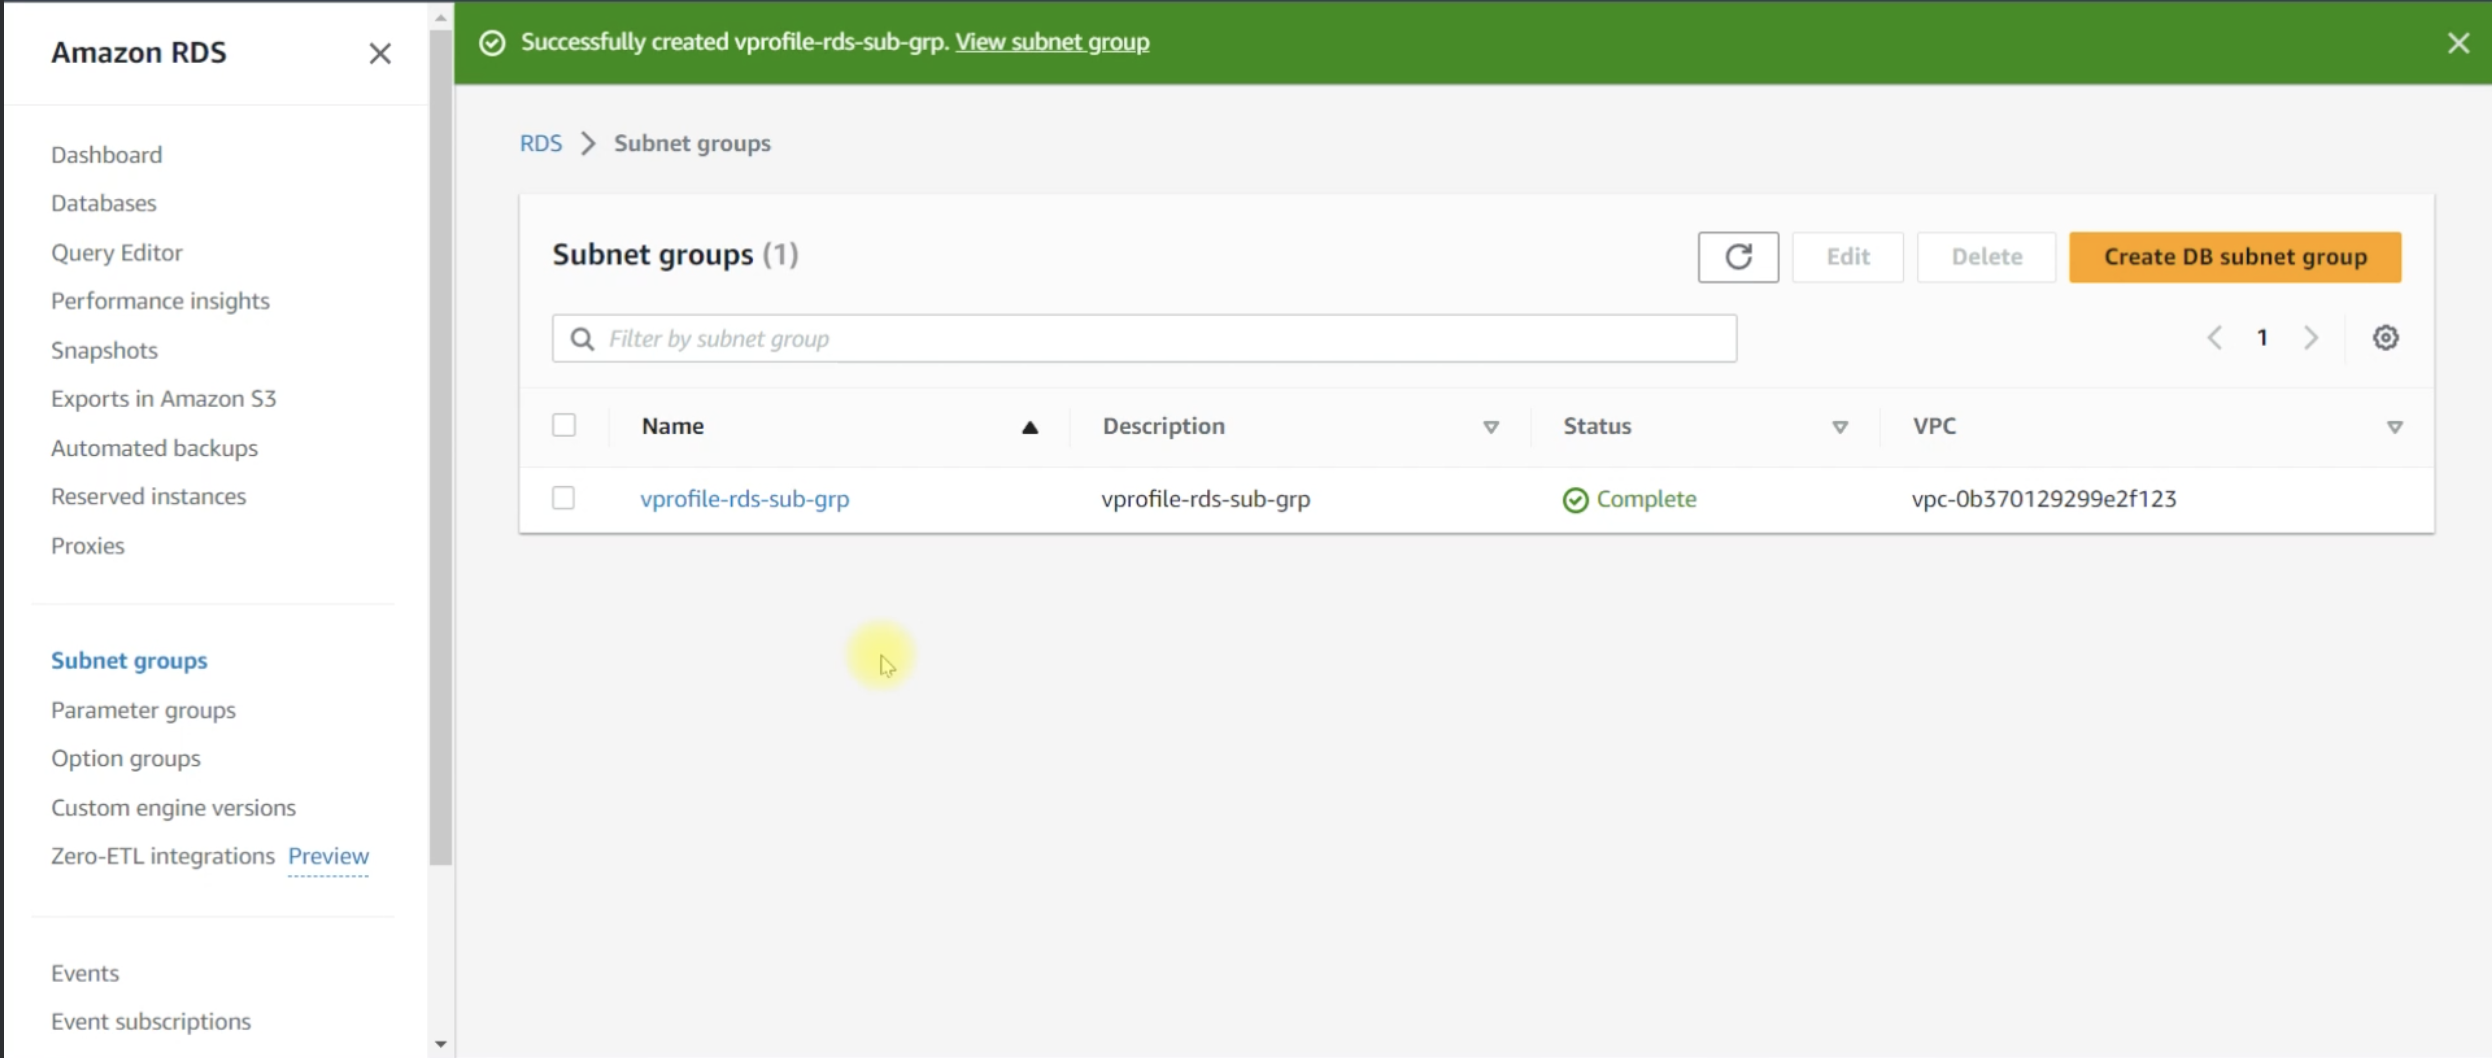 Amazon RDS
Dashboard
Databases
Query Editor
Performance insights
Snapshots
Exports in Amazon S3
Automated backups
Reserved instances
Proxies
Subnet groups
Parameter groups
Option groups
Custom engine versions
Zero-ETL integrations Preview
Events
Event subscriptions
Successfully created vprofile-rds-sub-grp. View subnet group
RDS > Subnet groups
Subnet groups (1)
Edit
Delete
Create DB subnet group
Filter by subnet group
1
Name Description Status VPC
vprofile-rds-sub-grp vprofile-rds-sub-grp Complete vpc-0b370129299e2f123